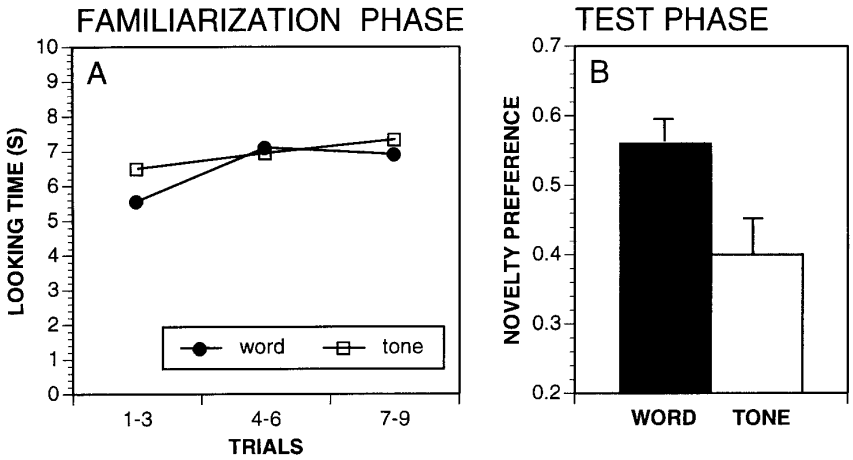 FAMILIARIZATION PHASE
A
LOOKING TIME (S)
10
9
8
7
6
5
4
3
2
1
0
word
tone
1-3
4-6
7-9
TRIALS
TEST PHASE
B
NOVELTY PREFERENCE
0.7
0.6
0.5
0.4
0.3
0.2
WORD
TONE